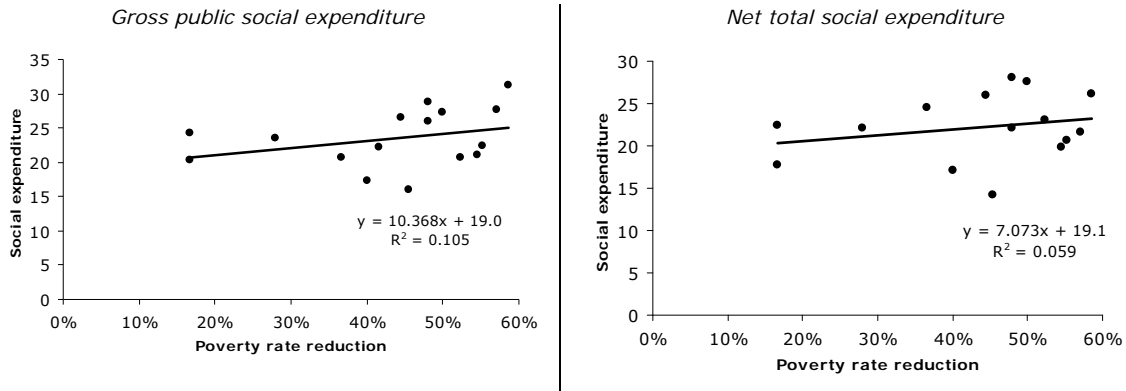 Gross public social expenditure
35
30
25
20
15
10
5
0
Social expenditure
y = 10.368x + 19.0
R² = 0.105
0% 10% 20% 30% 40% 50% 60%
Poverty rate reduction
Net total social expenditure
30
25
20
15
10
5
0
Social expenditure
y = 7.073x + 19.1
R² = 0.059
0% 10% 20% 30% 40% 50% 60%
Poverty rate reduction